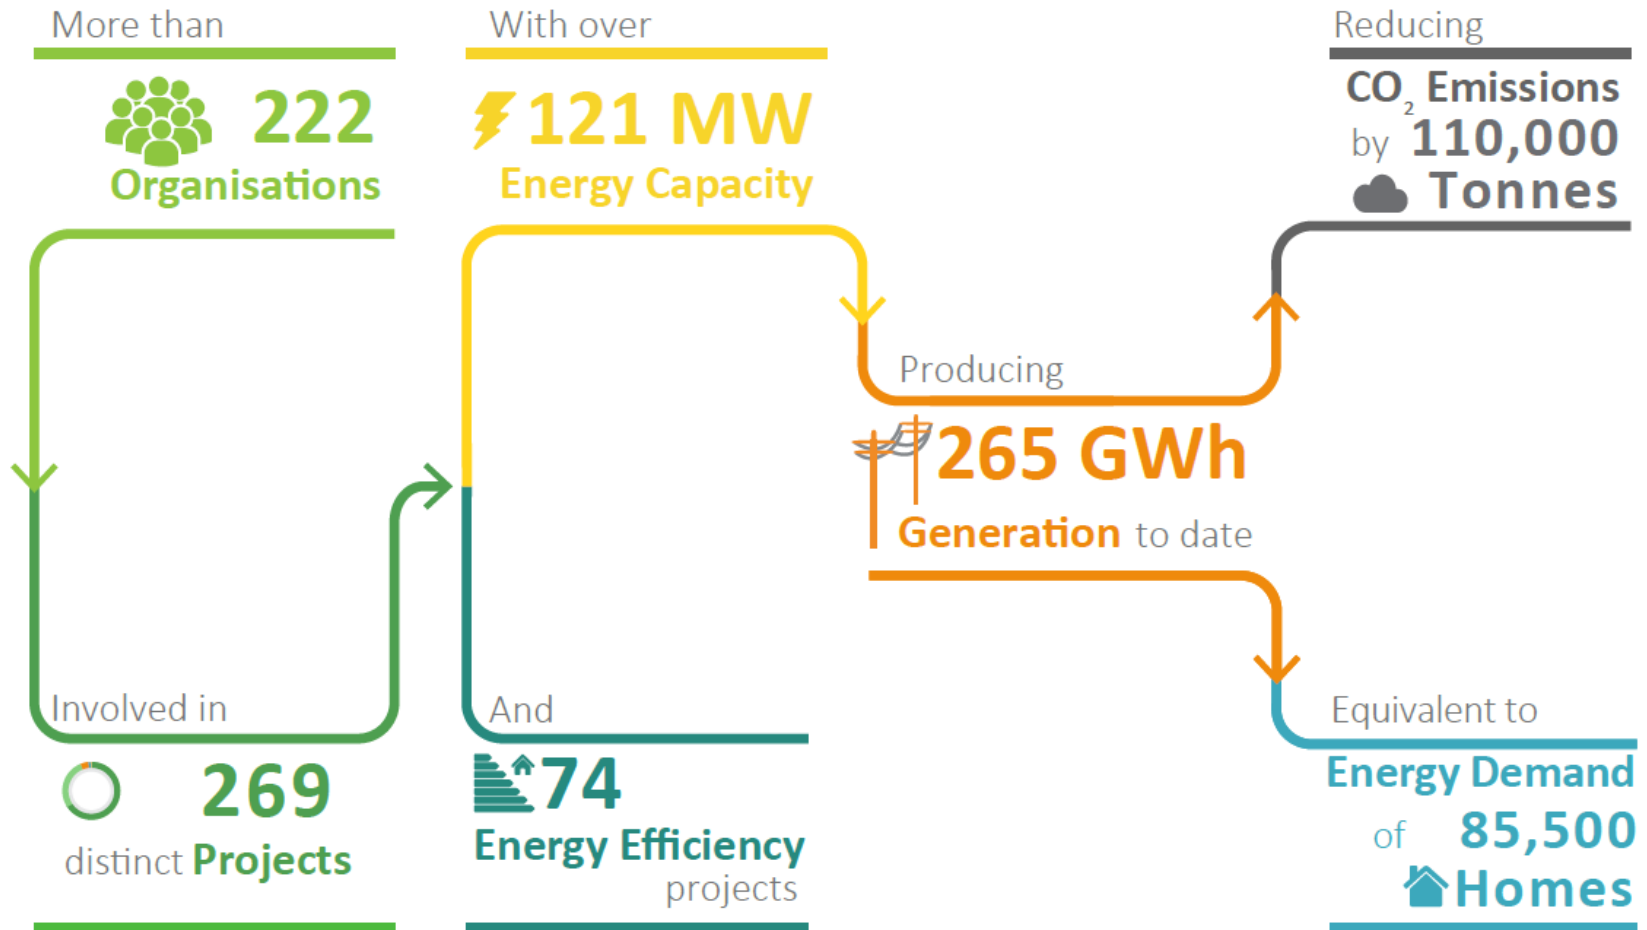 More than
222
Organisations
Involved in
269
distinct Projects
With over
121 MW
Energy Capacity
And
74
Energy Efficiency
projects
Producing
265 GWh
Generation to date
Reducing
CO₂ Emissions
by 110,000
Tonnes
Equivalent to
Energy Demand
of 85,500
Homes